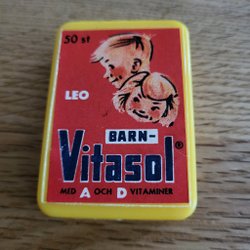 50 st
LEO
BARN-
Vitasol®
MED A OCH D VITAMINER